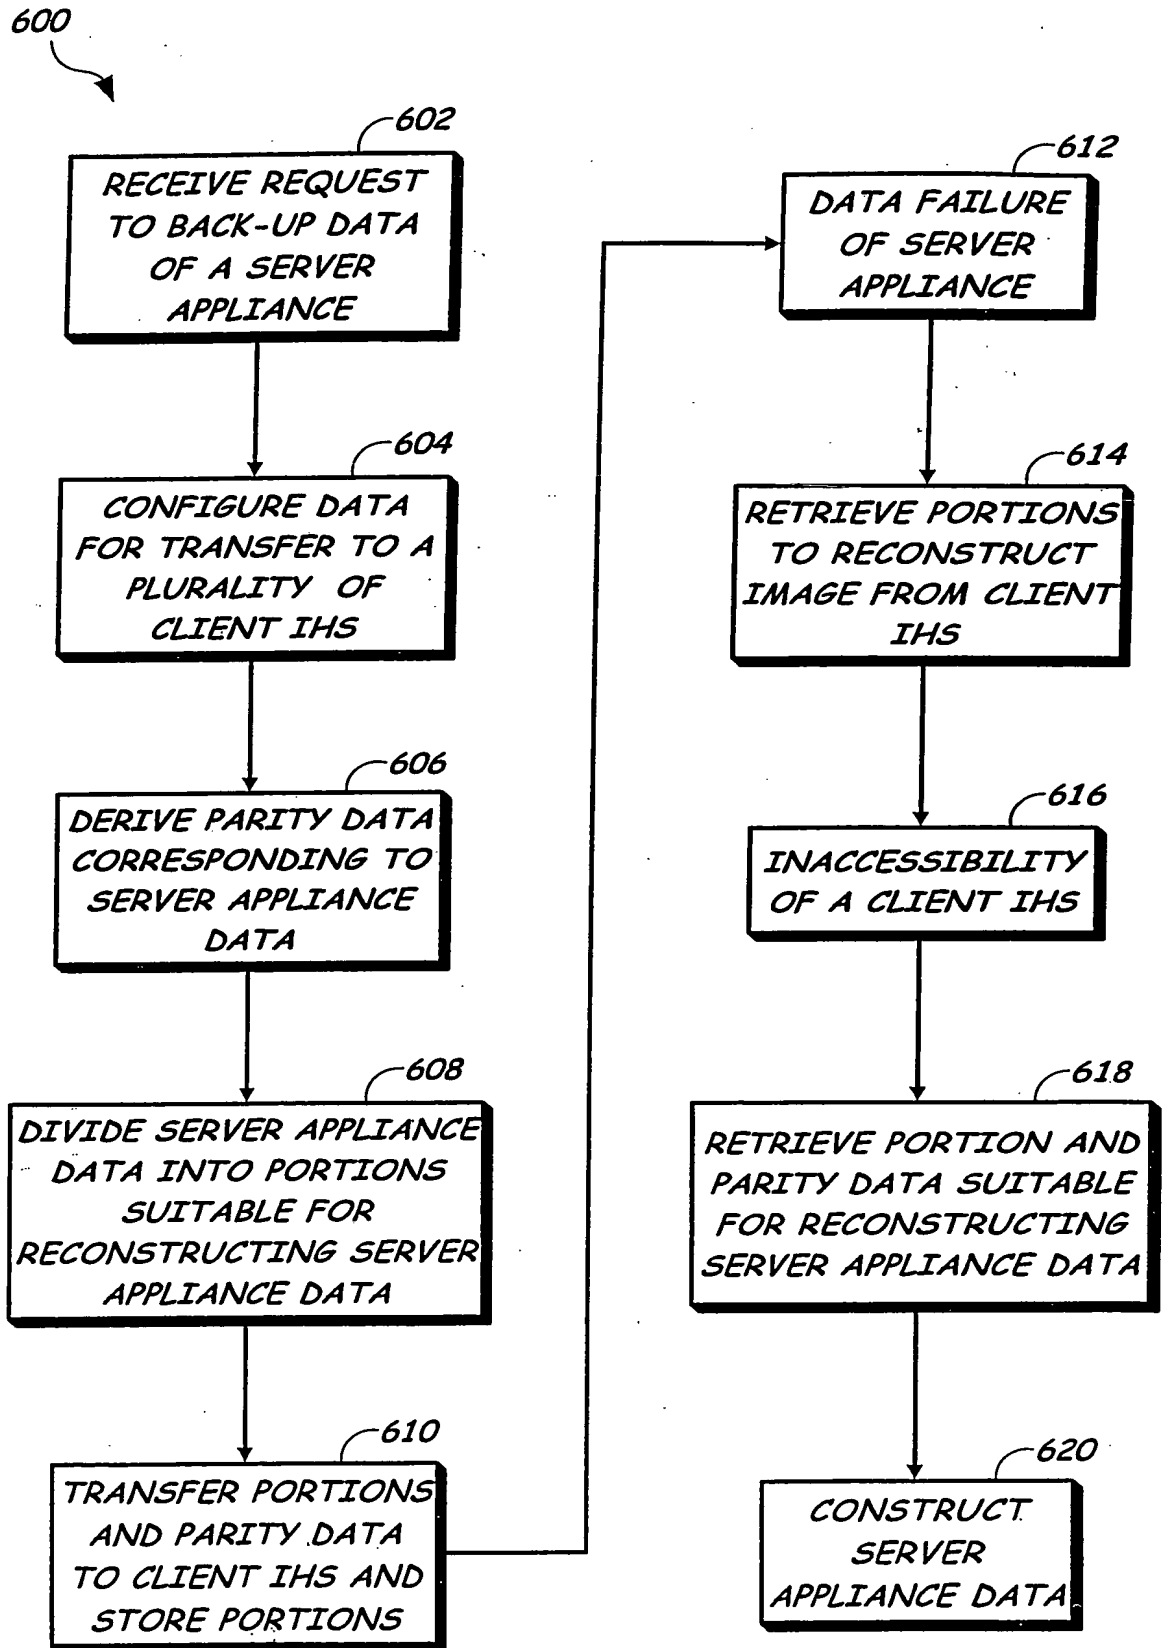 600
602
RECEIVE REQUEST
TO BACK-UP DATA
OF A SERVER
APPLIANCE
604
CONFIGURE DATA
FOR TRANSFER TO A
PLURALITY OF
CLIENT IHS
606
DERIVE PARITY DATA
CORRESPONDING TO
SERVER APPLIANCE
DATA
608
DIVIDE SERVER APPLIANCE
DATA INTO PORTIONS
SUITABLE FOR
RECONSTRUCTING SERVER
APPLIANCE DATA
610
TRANSFER PORTIONS
AND PARITY DATA
TO CLIENT IHS AND
STORE PORTIONS
612
DATA FAILURE
OF SERVER
APPLIANCE
614
RETRIEVE PORTIONS
TO RECONSTRUCT
IMAGE FROM CLIENT
IHS
616
INACCESSIBILITY
OF A CLIENT IHS
618
RETRIEVE PORTION AND
PARITY DATA SUITABLE
FOR RECONSTRUCTING
SERVER APPLIANCE DATA
620
CONSTRUCT
SERVER
APPLIANCE DATA